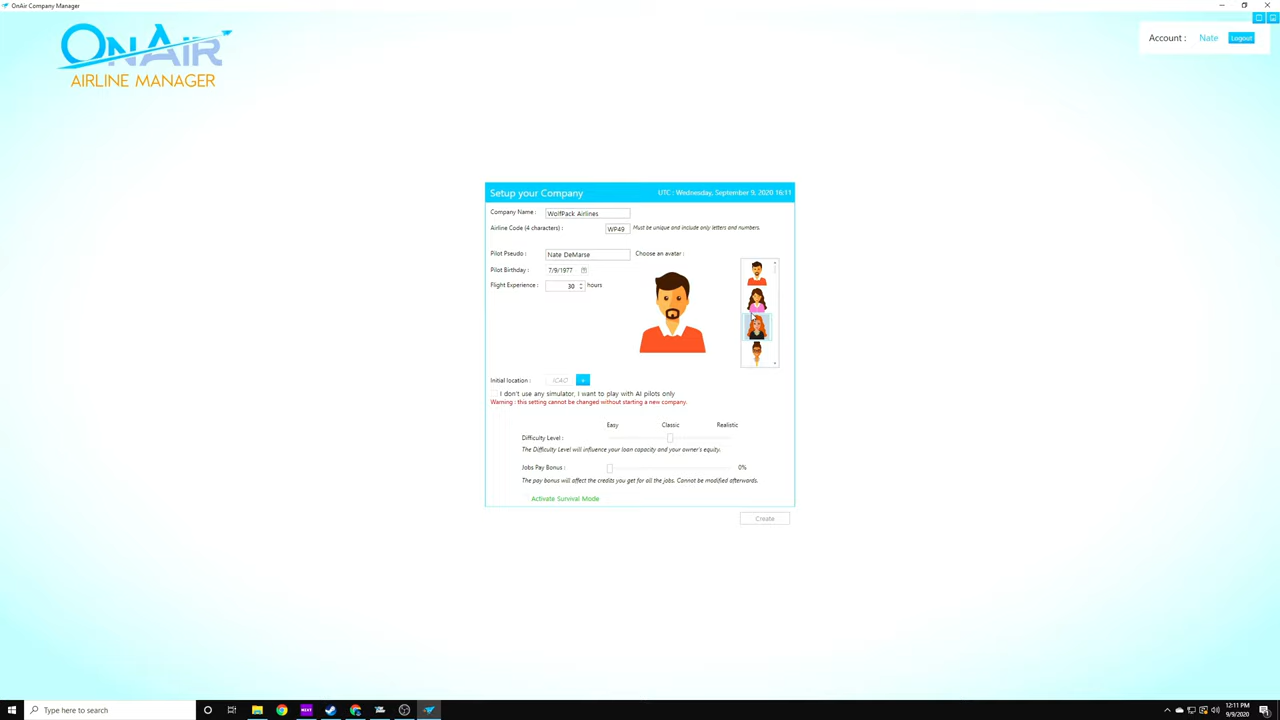 OnAir Company Manager
ONAIR
AIRLINE MANAGER
Account : Nate Logout
Setup your Company UTC : Wednesday, September 9, 2020 16:11
Company Name : WolfPack Airlines
Airline Code (4 characters) : WP49 Must be unique and include only letters and numbers.
Pilot Pseudo : Nate DeMarse Choose an avatar :
Pilot Birthday : 7/9/1977
Flight Experience : 30 hours
Initial location : ICAO
I don't use any simulator, I want to play with AI pilots only
Warning : this setting cannot be changed without starting a new company.
Easy Classic Realistic
Difficulty Level :
The Difficulty Level will influence your loan capacity and your owner's equity.
Jobs Pay Bonus : 0%
The pay bonus will affect the credits you get for all the jobs. Cannot be modified afterwards.
Activate Survival Mode
Create
Type here to search
NEXT
12:11 PM
9/9/2020